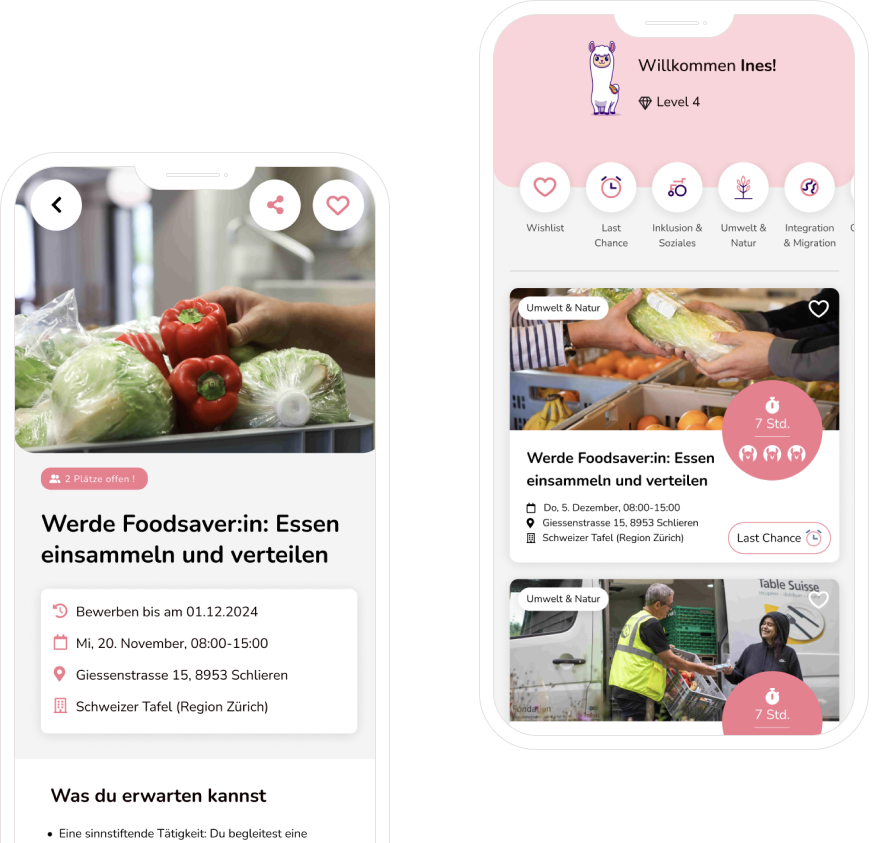 2 Plätze offen !
Werde Foodsaver:in: Essen
einsammeln und verteilen
Bewerben bis am 01.12.2024
Mi, 20. November, 08:00-15:00
Giessenstrasse 15, 8953 Schlieren
Schweizer Tafel (Region Zürich)
Was du erwarten kannst
• Eine sinnstiftende Tätigkeit: Du begleitest eine
Willkommen Ines!
Level 4
Wishlist
Last
Chance
Inklusion &
Soziales
Umwelt &
Natur
Integration
& Migration
Umwelt & Natur
7 Std.
Werde Foodsaver:in: Essen
einsammeln und verteilen
Do, 5. Dezember, 08:00-15:00
Giessenstrasse 15, 8953 Schlieren
Schweizer Tafel (Region Zürich)
Last Chance
Umwelt & Natur
Table Suisse
7 Std.